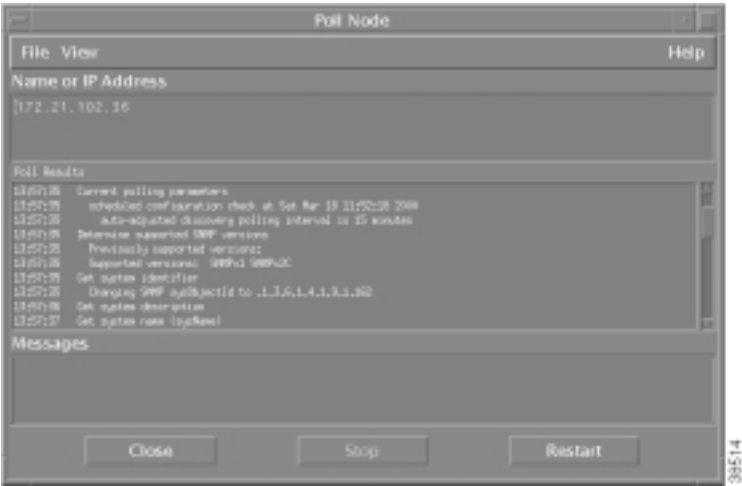 Poll Node
File View Help
Name or IP Address
172.21.102.36
Poll Results
13:57:35 Current polling parameters
13:57:35 scheduled configuration check at Sat Mar 18 11:52:18 2000
13:57:35 auto-adjusted discovery polling interval is 15 minutes
13:57:35 Determine supported SNMP versions
13:57:35 Previously supported versions:
13:57:35 Supported versions: SNMPv1 SNMPv2C
13:57:35 Get system identifier
13:57:35 Changing SNMP sysObjectId to .1.3.6.1.4.1.9.1.162
13:57:36 Get system description
13:57:37 Get system name (sysName)
Messages
Close Stop Restart
38514